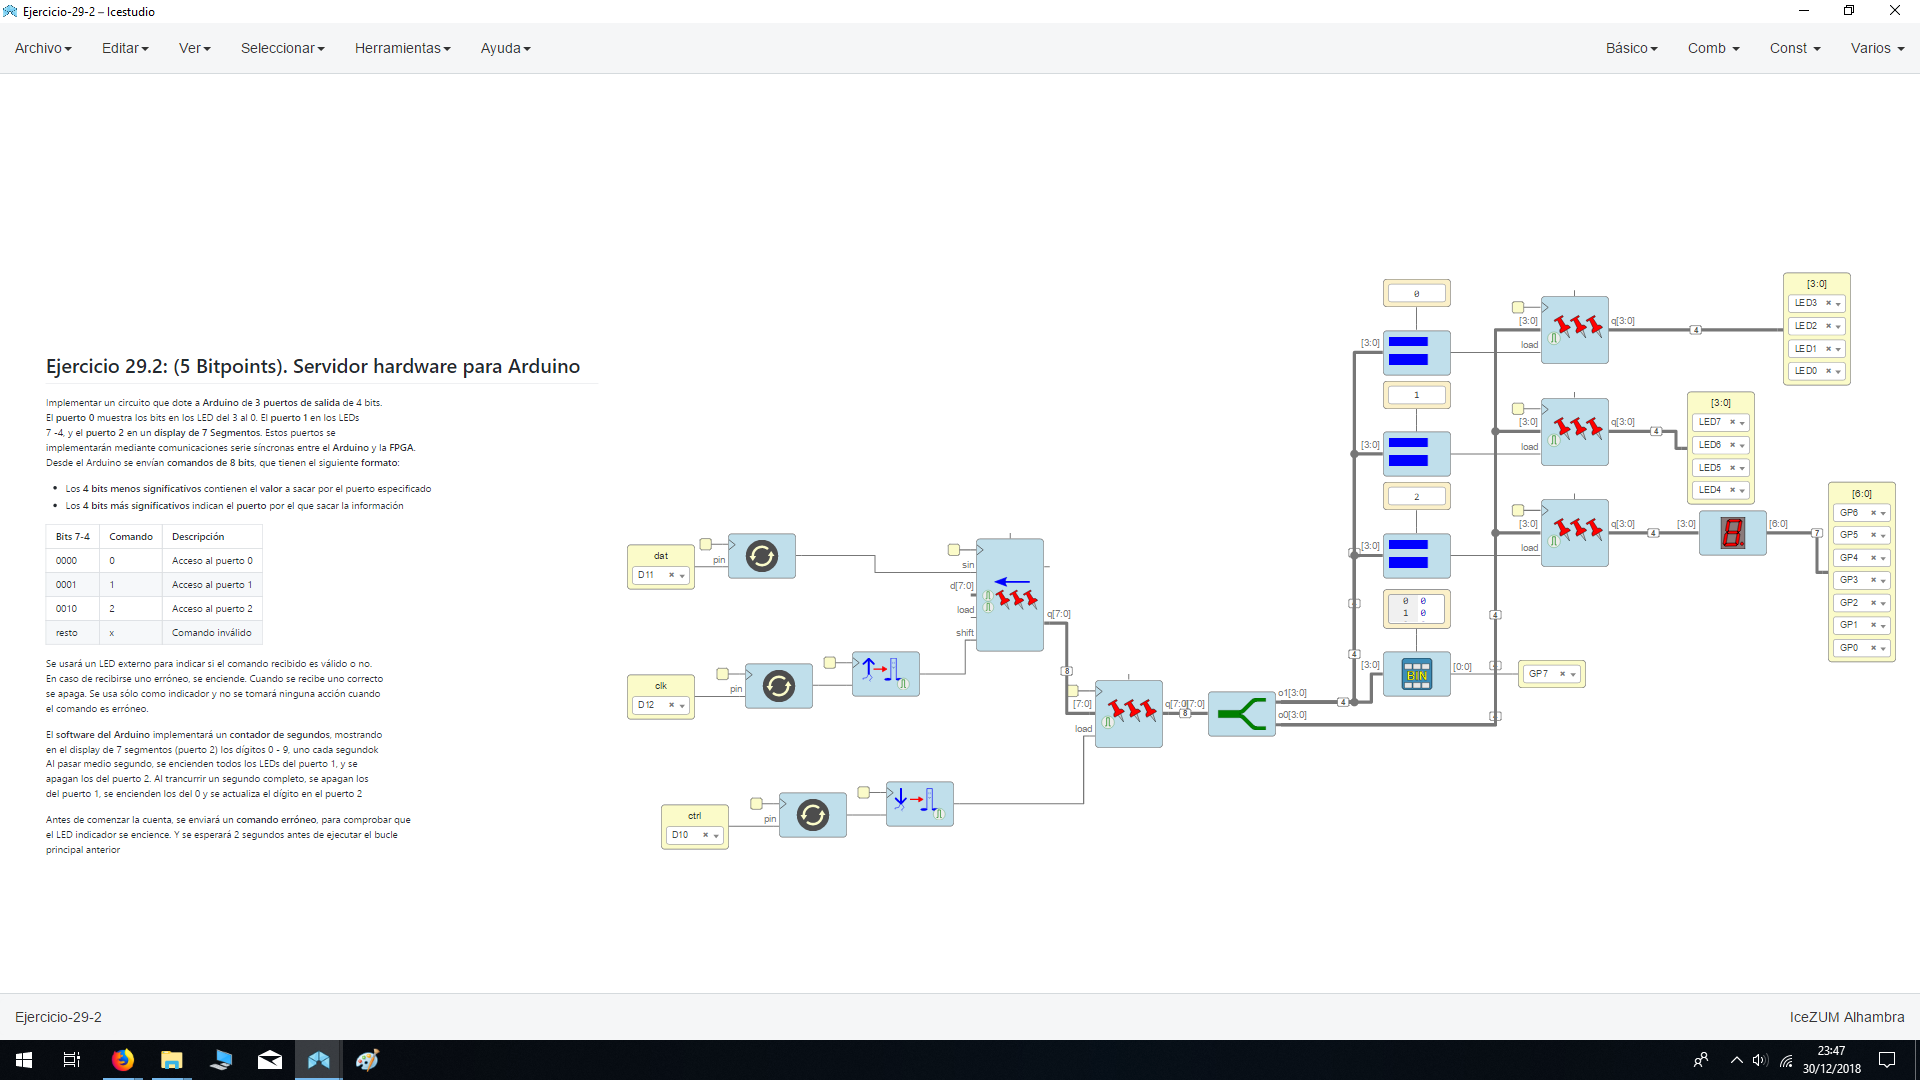 Ejercicio-29-2 – Icestudio
Archivo Editar Ver Seleccionar Herramientas Ayuda Básico Comb Const Varios
Ejercicio 29.2: (5 Bitpoints). Servidor hardware para Arduino
Implementar un circuito que dote a Arduino de 3 puertos de salida de 4 bits.
El puerto 0 muestra los bits en los LED del 3 al 0. El puerto 1 en los LEDs
7 -4, y el puerto 2 en un display de 7 Segmentos. Estos puertos se
implementarán mediante comunicaciones serie síncronas entre el Arduino y la FPGA.
Desde el Arduino se envían comandos de 8 bits, que tienen el siguiente formato:
• Los 4 bits menos significativos contienen el valor a sacar por el puerto especificado
• Los 4 bits más significativos indican el puerto por el que sacar la información
Bits 7-4 Comando Descripción
0000 0 Acceso al puerto 0
0001 1 Acceso al puerto 1
0010 2 Acceso al puerto 2
resto x Comando inválido
Se usará un LED externo para indicar si el comando recibido es válido o no.
En caso de recibirse uno erróneo, se enciende. Cuando se recibe uno correcto
se apaga. Se usa sólo como indicador y no se tomará ninguna acción cuando
el comando es erróneo.
El software del Arduino implementará un contador de segundos, mostrando
en el display de 7 segmentos (puerto 2) los dígitos 0 - 9, uno cada segundok
Al pasar medio segundo, se encienden todos los LEDs del puerto 1, y se
apagan los del puerto 2. Al trancurrir un segundo completo, se apagan los
del puerto 1, se encienden los del 0 y se actualiza el dígito en el puerto 2
Antes de comenzar la cuenta, se enviará un comando erróneo, para comprobar que
el LED indicador se encience. Y se esperará 2 segundos antes de ejecutar el bucle
principal anterior
dat
D11
pin
clk
D12
pin
ctrl
D10
pin
sin
d[7:0]
load
shift
q[7:0]
8
[7:0]
load
q[7:0][7:0]
8
o1[3:0]
o0[3:0]
4
4
0
[3:0]
1
[3:0]
2
[3:0]
0 0
1 0
[3:0]
BIN
[0:0]
GP7
4
[3:0]
load
q[3:0]
4
[3:0]
LED3
LED2
LED1
LED0
[3:0]
load
q[3:0]
4
[3:0]
LED7
LED6
LED5
LED4
[3:0]
load
q[3:0]
4
[3:0]
[6:0]
7
[6:0]
GP6
GP5
GP4
GP3
GP2
GP1
GP0
Ejercicio-29-2
IceZUM Alhambra
23:47
30/12/2018